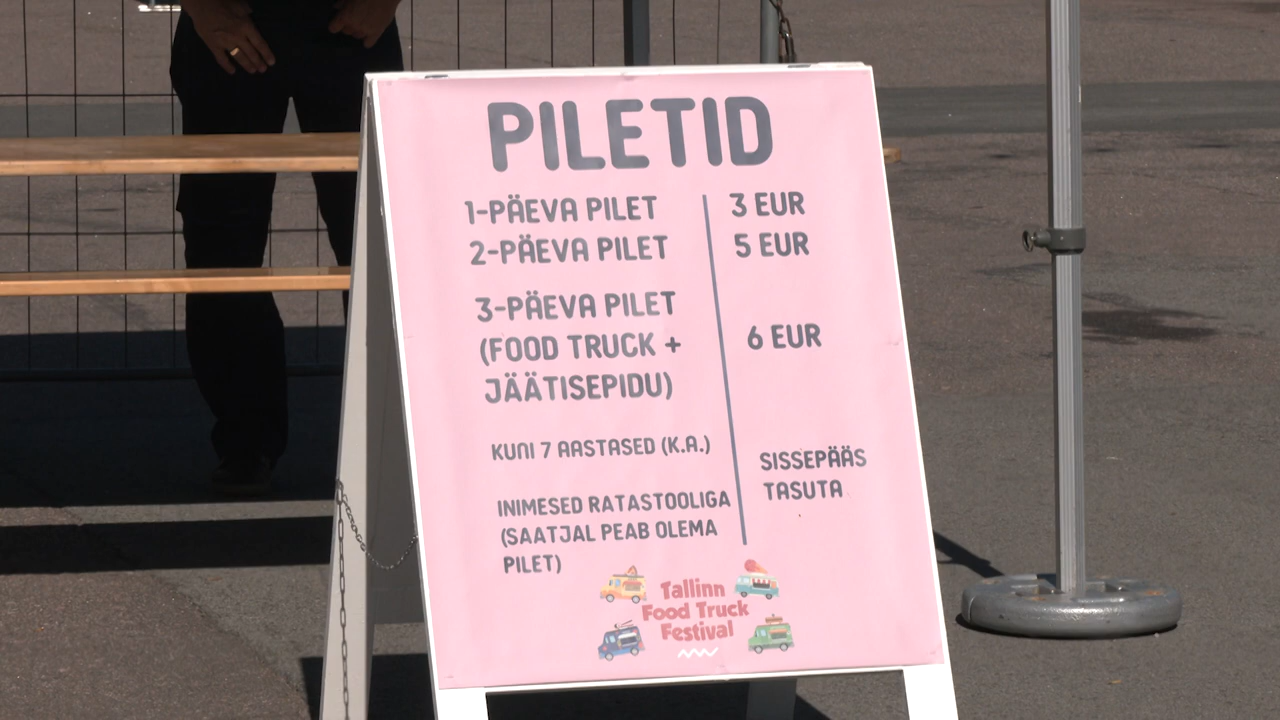 PILETID
1-PÄEVA PILET 3 EUR
2-PÄEVA PILET 5 EUR
3-PÄEVA PILET
(FOOD TRUCK + 6 EUR
JÄÄTISEPIDU)
KUNI 7 AASTASED (K.A.)
SISSEPÄÄS
TASUTA
INIMESED RATASTOOLIGA
(SAATJAL PEAB OLEMA
PILET)
Tallinn
Food Truck
Festival